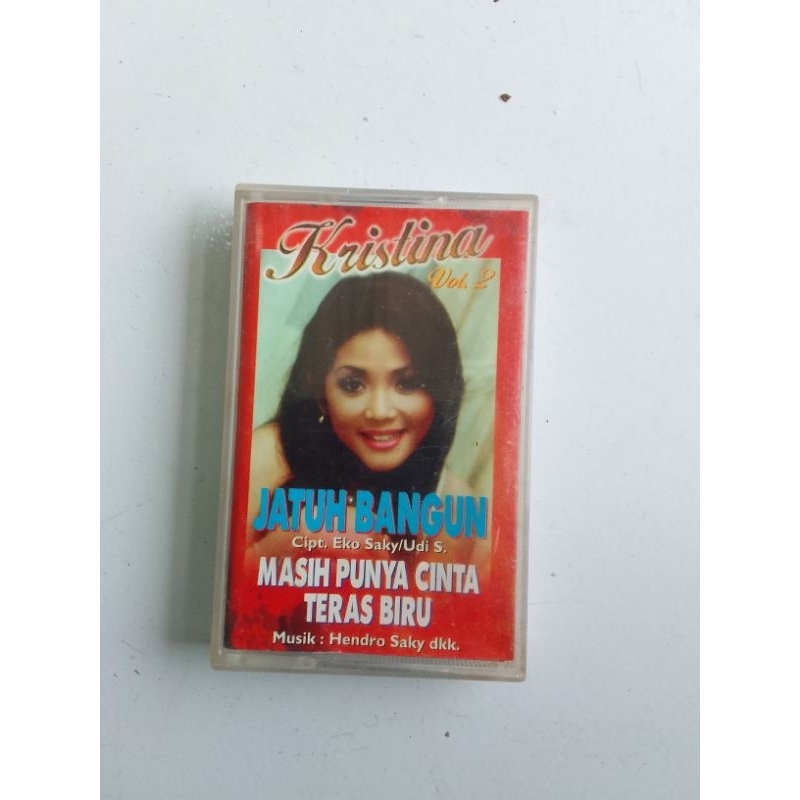 Kristina
Vol. 2
JATUH BANGUN
Cipt. Eko Saky/Udi S.
MASIH PUNYA CINTA
TERAS BIRU
Musik : Hendro Saky dkk.